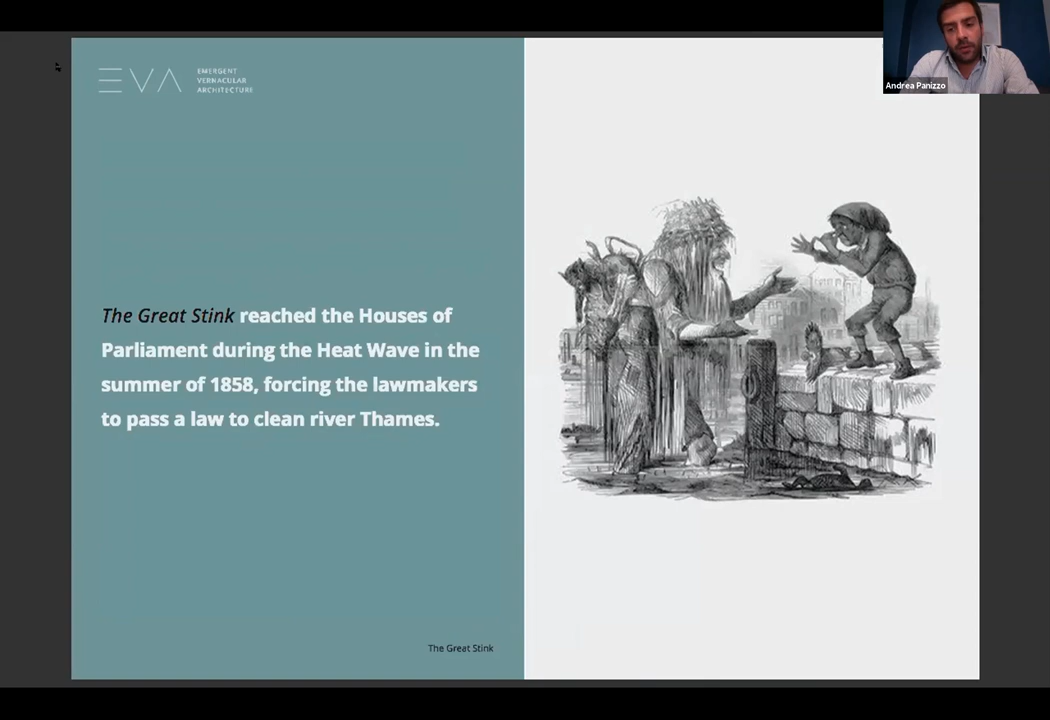 EVA
EMERGENT
VERNACULAR
ARCHITECTURE
Andrea Panizzo
The Great Stink reached the Houses of
Parliament during the Heat Wave in the
summer of 1858, forcing the lawmakers
to pass a law to clean river Thames.
The Great Stink